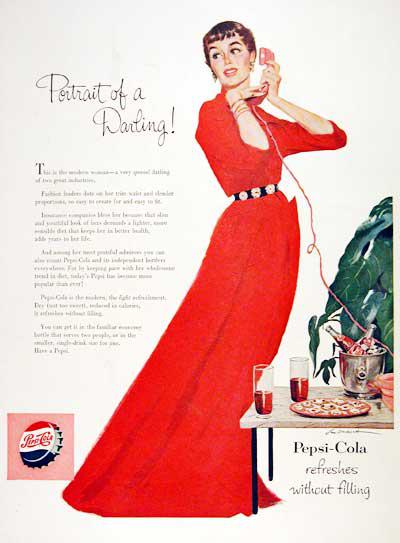 Portrait of a
Darling!
This is the modern woman—a very special darling
of two great industries.
Fashion leaders dote on her trim waist and slender
proportions, so easy to create for and easy to fit.
Insurance companies bless her because that slim
and youthful look of hers demands a lighter, more
sensible diet that keeps her in better health,
adds years to her life.
And among her most grateful admirers you can
also count Pepsi-Cola and its independent bottlers
everywhere. For by keeping pace with her wholesome
trend in diet, today's Pepsi has become more
popular than ever!
Pepsi-Cola is the modern, the light refreshment.
Dry (not too sweet), reduced in calories,
it refreshes without filling.
You can get it in the familiar economy
bottle that serves two people, or in the
smaller, single-drink size for one.
Have a Pepsi.
Pepsi-Cola
Pepsi-Cola
refreshes
without filling